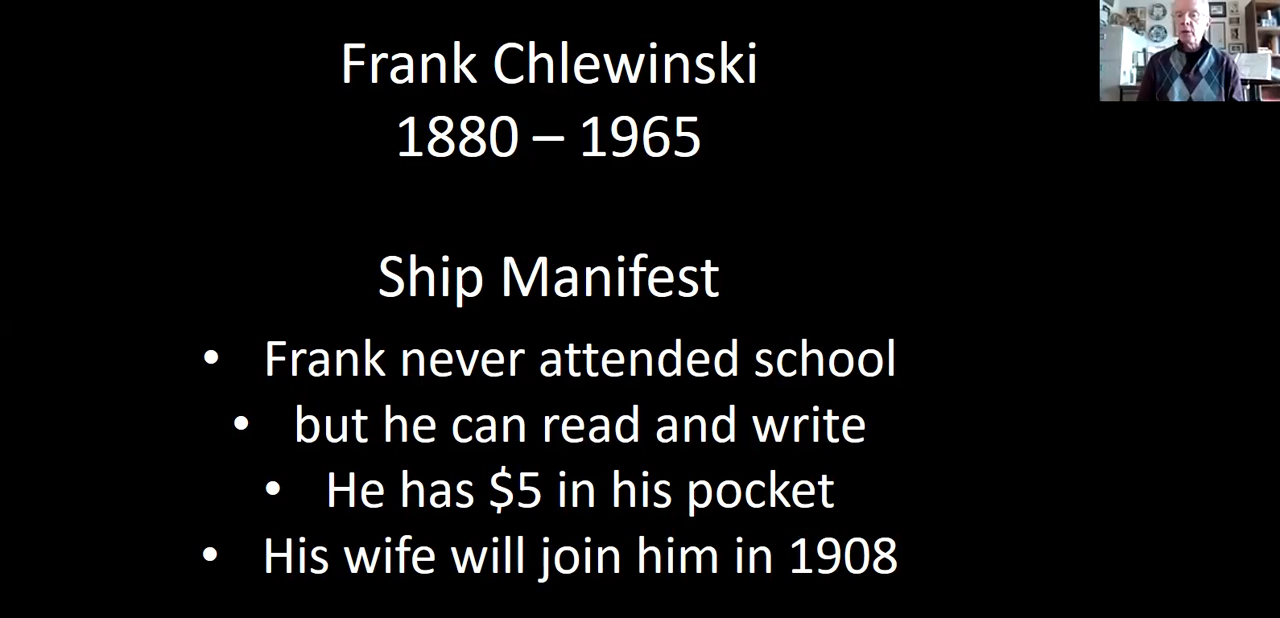 Frank Chlewinski
1880 – 1965
Ship Manifest
• Frank never attended school
• but he can read and write
• He has $5 in his pocket
• His wife will join him in 1908